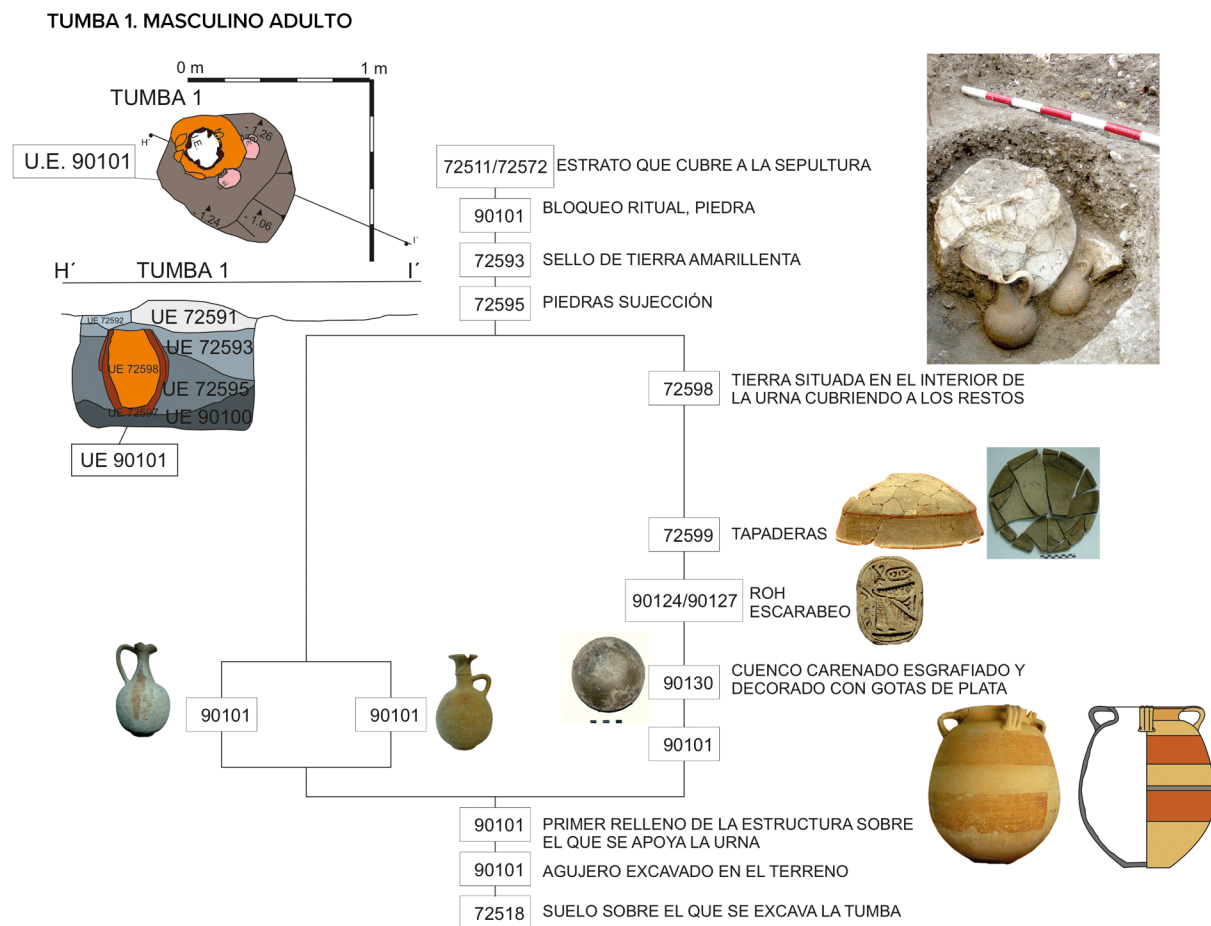 TUMBA 1. MASCULINO ADULTO
0 m
1 m
TUMBA 1
H´
- 1.26
- 1.24
- 1.06
I´
U.E. 90101
H´
TUMBA 1
I´
UE 72592
UE 72591
UE 72593
UE 72598
UE 72595
UE 72597
UE 90100
UE 90101
72511/72572
ESTRATO QUE CUBRE A LA SEPULTURA
90101
BLOQUEO RITUAL, PIEDRA
72593
SELLO DE TIERRA AMARILLENTA
72595
PIEDRAS SUJECCIÓN
72598
TIERRA SITUADA EN EL INTERIOR DE
LA URNA CUBRIENDO A LOS RESTOS
72599
TAPADERAS
90124/90127
ROH
ESCARABEO
90130
CUENCO CARENADO ESGRAFIADO Y
DECORADO CON GOTAS DE PLATA
90101
90101
90101
90101
PRIMER RELLENO DE LA ESTRUCTURA SOBRE
EL QUE SE APOYA LA URNA
90101
AGUJERO EXCAVADO EN EL TERRENO
72518
SUELO SOBRE EL QUE SE EXCAVA LA TUMBA